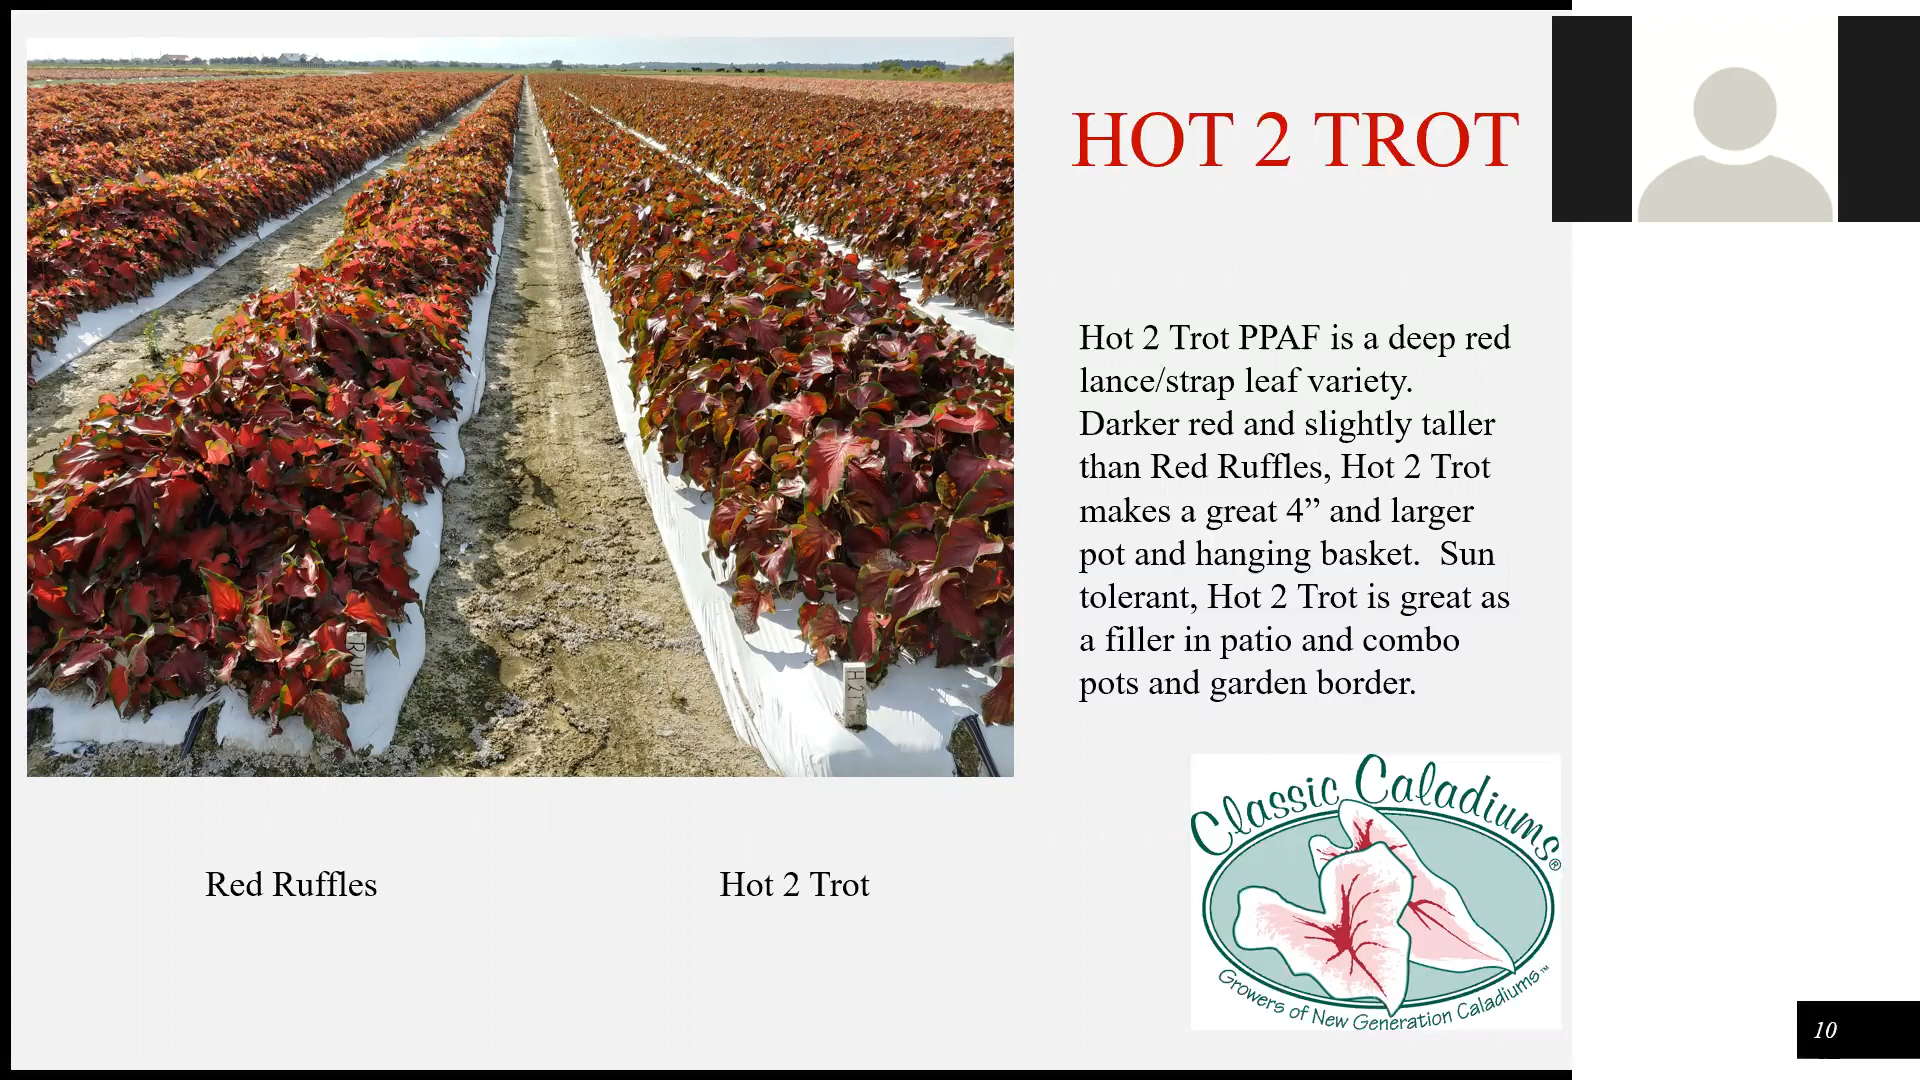 HOT 2 TROT
Hot 2 Trot PPAF is a deep red
lance/strap leaf variety.
Darker red and slightly taller
than Red Ruffles, Hot 2 Trot
makes a great 4” and larger
pot and hanging basket.  Sun
tolerant, Hot 2 Trot is great as
a filler in patio and combo
pots and garden border.
H2T
Red Ruffles
Hot 2 Trot
Classic Caladiums®
Growers of New Generation Caladiums™
10